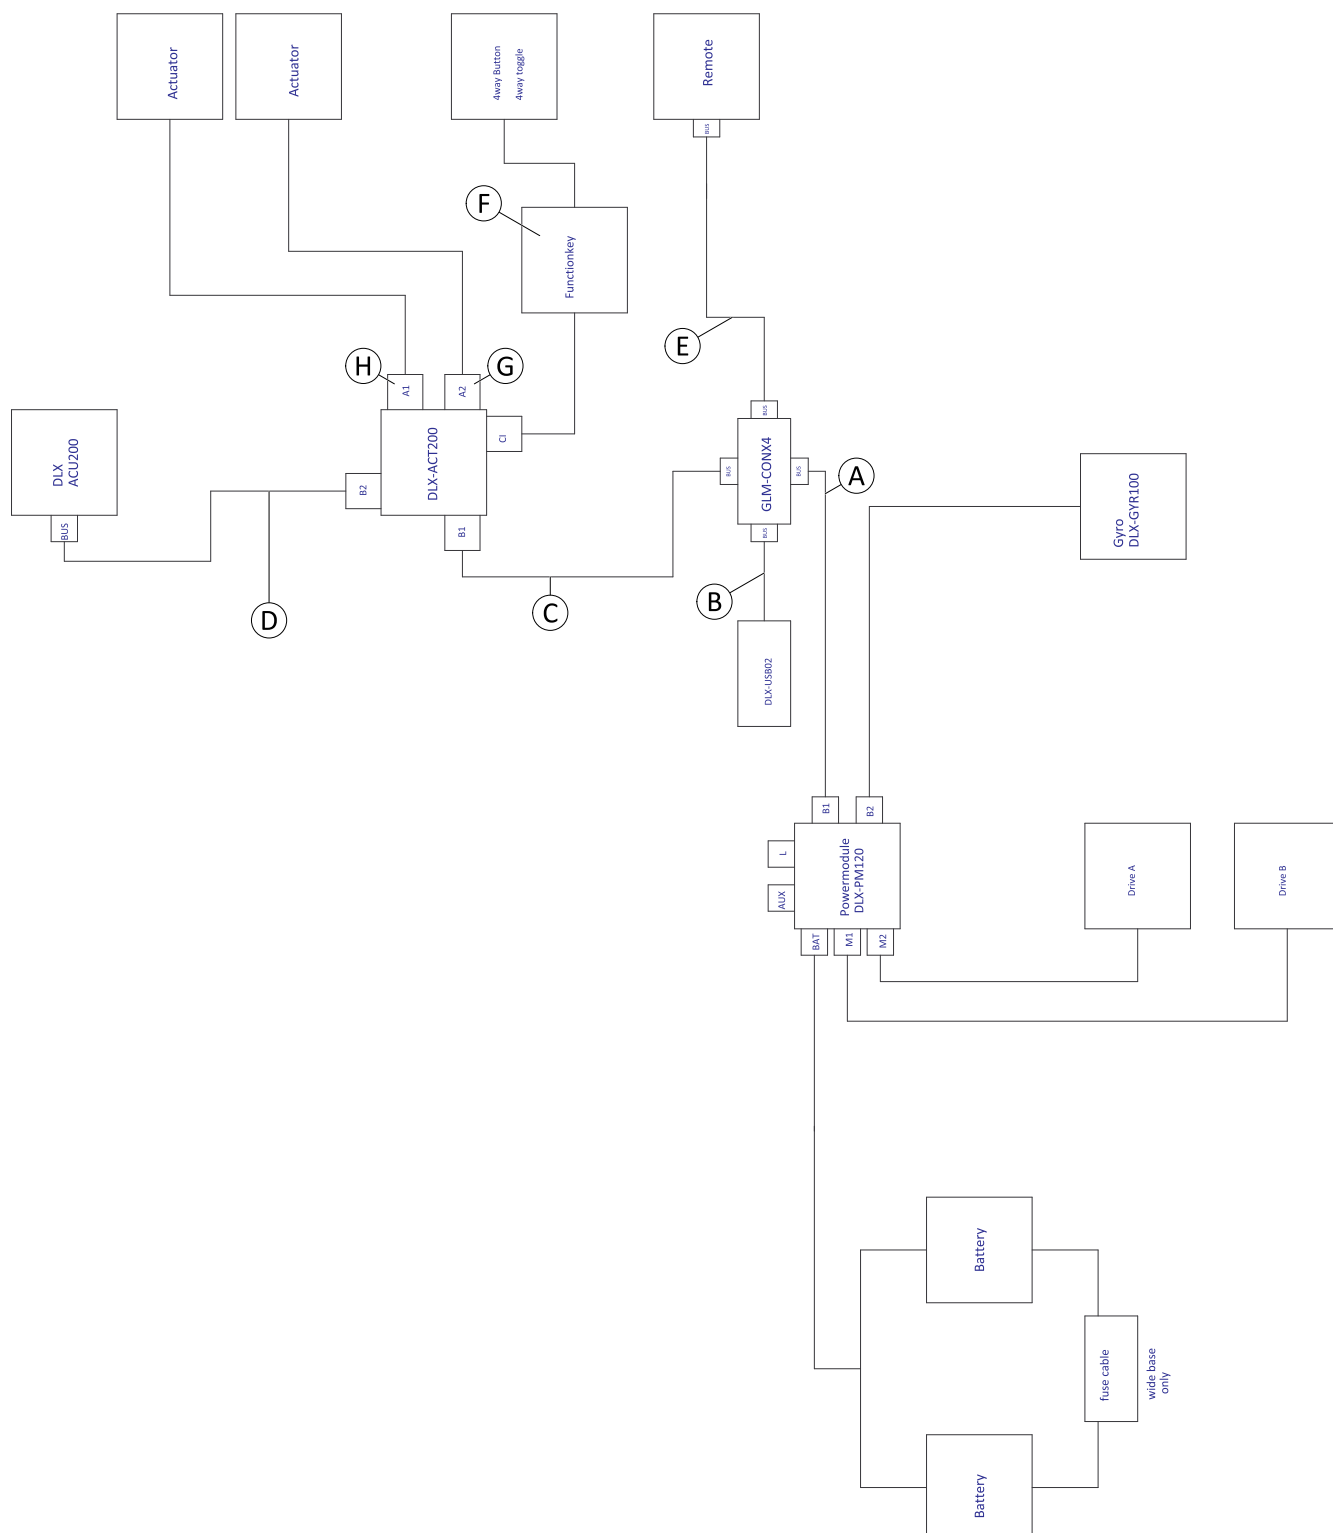 Actuator
Actuator
4way Button
4way toggle
Remote
BUS
F
Functionkey
E
H
G
A1
A2
CI
DLX-ACT200
B2
B1
DLX
ACU200
BUS
D
C
BUS
BUS
GLM-CONX4
BUS
BUS
A
B
DLX-USB02
Gyro
DLX-GYR100
B1
B2
L
AUX
Powermodule
DLX-PM120
BAT
M1
M2
Drive A
Drive B
Battery
fuse cable
wide base
only
Battery